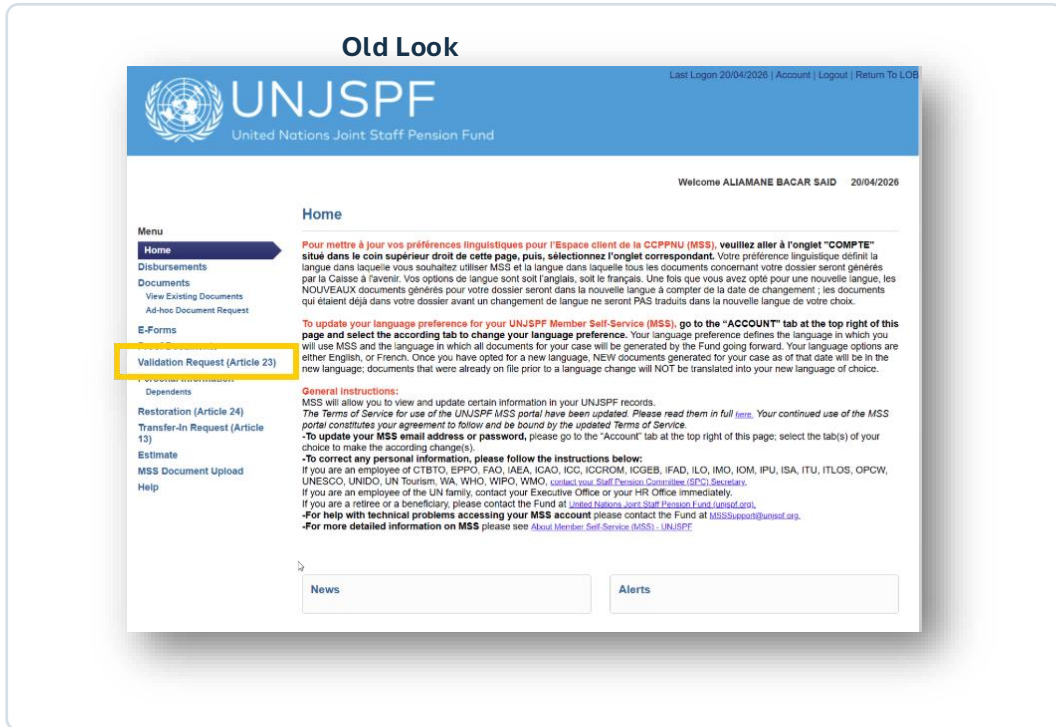 Old Look
Last Logon 20/04/2026 | Account | Logout | Return To LOB
UNJSPF
United Nations Joint Staff Pension Fund
Welcome ALIAMANE BACAR SAID 20/04/2026
Menu
Home
Disbursements
Documents
View Existing Documents
Ad-hoc Document Request
E-Forms
Validation Request (Article 23)
Personal Information
Dependents
Restoration (Article 24)
Transfer-In Request (Article
13)
Estimate
MSS Document Upload
Help
Home
Pour mettre à jour vos préférences linguistiques pour l'Espace client de la CCPPNU (MSS), veuillez aller à l'onglet "COMPTE"
situé dans le coin supérieur droit de cette page, puis, sélectionnez l'onglet correspondant. Votre préférence linguistique définit la
langue dans laquelle vous souhaitez utiliser MSS et la langue dans laquelle tous les documents concernant votre dossier seront générés
par la Caisse à l'avenir. Vos options de langue sont soit l'anglais, soit le français. Une fois que vous avez opté pour une nouvelle langue, les
NOUVEAUX documents générés pour votre dossier seront dans la nouvelle langue à compter de la date de changement ; les documents
qui étaient déjà dans votre dossier avant un changement de langue ne seront PAS traduits dans la nouvelle langue de votre choix.
To update your language preference for your UNJSPF Member Self-Service (MSS), go to the "ACCOUNT" tab at the top right of this
page and select the according tab to change your language preference. Your language preference defines the language in which you
will use MSS and the language in which all documents for your case will be generated by the Fund going forward. Your language options are
either English, or French. Once you have opted for a new language, NEW documents generated for your case as of that date will be in the
new language; documents that were already on file prior to a language change will NOT be translated into your new language of choice.
General instructions:
MSS will allow you to view and update certain information in your UNJSPF records.
The Terms of Service for use of the UNJSPF MSS portal have been updated. Please read them in full here. Your continued use of the MSS
portal constitutes your agreement to follow and be bound by the updated Terms of Service.
-To update your MSS email address or password, please go to the "Account" tab at the top right of this page; select the tab(s) of your
choice to make the according change(s).
-To correct any personal information, please follow the instructions below:
If you are an employee of CTBTO, EPPO, FAO, IAEA, ICAO, ICC, ICCROM, ICGEB, IFAD, ILO, IMO, IOM, IPU, ISA, ITU, ITLOS, OPCW,
UNESCO, UNIDO, UN Tourism, WA, WHO, WIPO, WMO, contact your Staff Pension Committee (SPC) Secretary.
If you are an employee of the UN family, contact your Executive Office or your HR Office immediately.
If you are a retiree or a beneficiary, please contact the Fund at United Nations Joint Staff Pension Fund (unjspf.org).
-For help with technical problems accessing your MSS account please contact the Fund at MSSSupport@unjspf.org.
-For more detailed information on MSS please see About Member Self-Service (MSS) - UNJSPF
News
Alerts